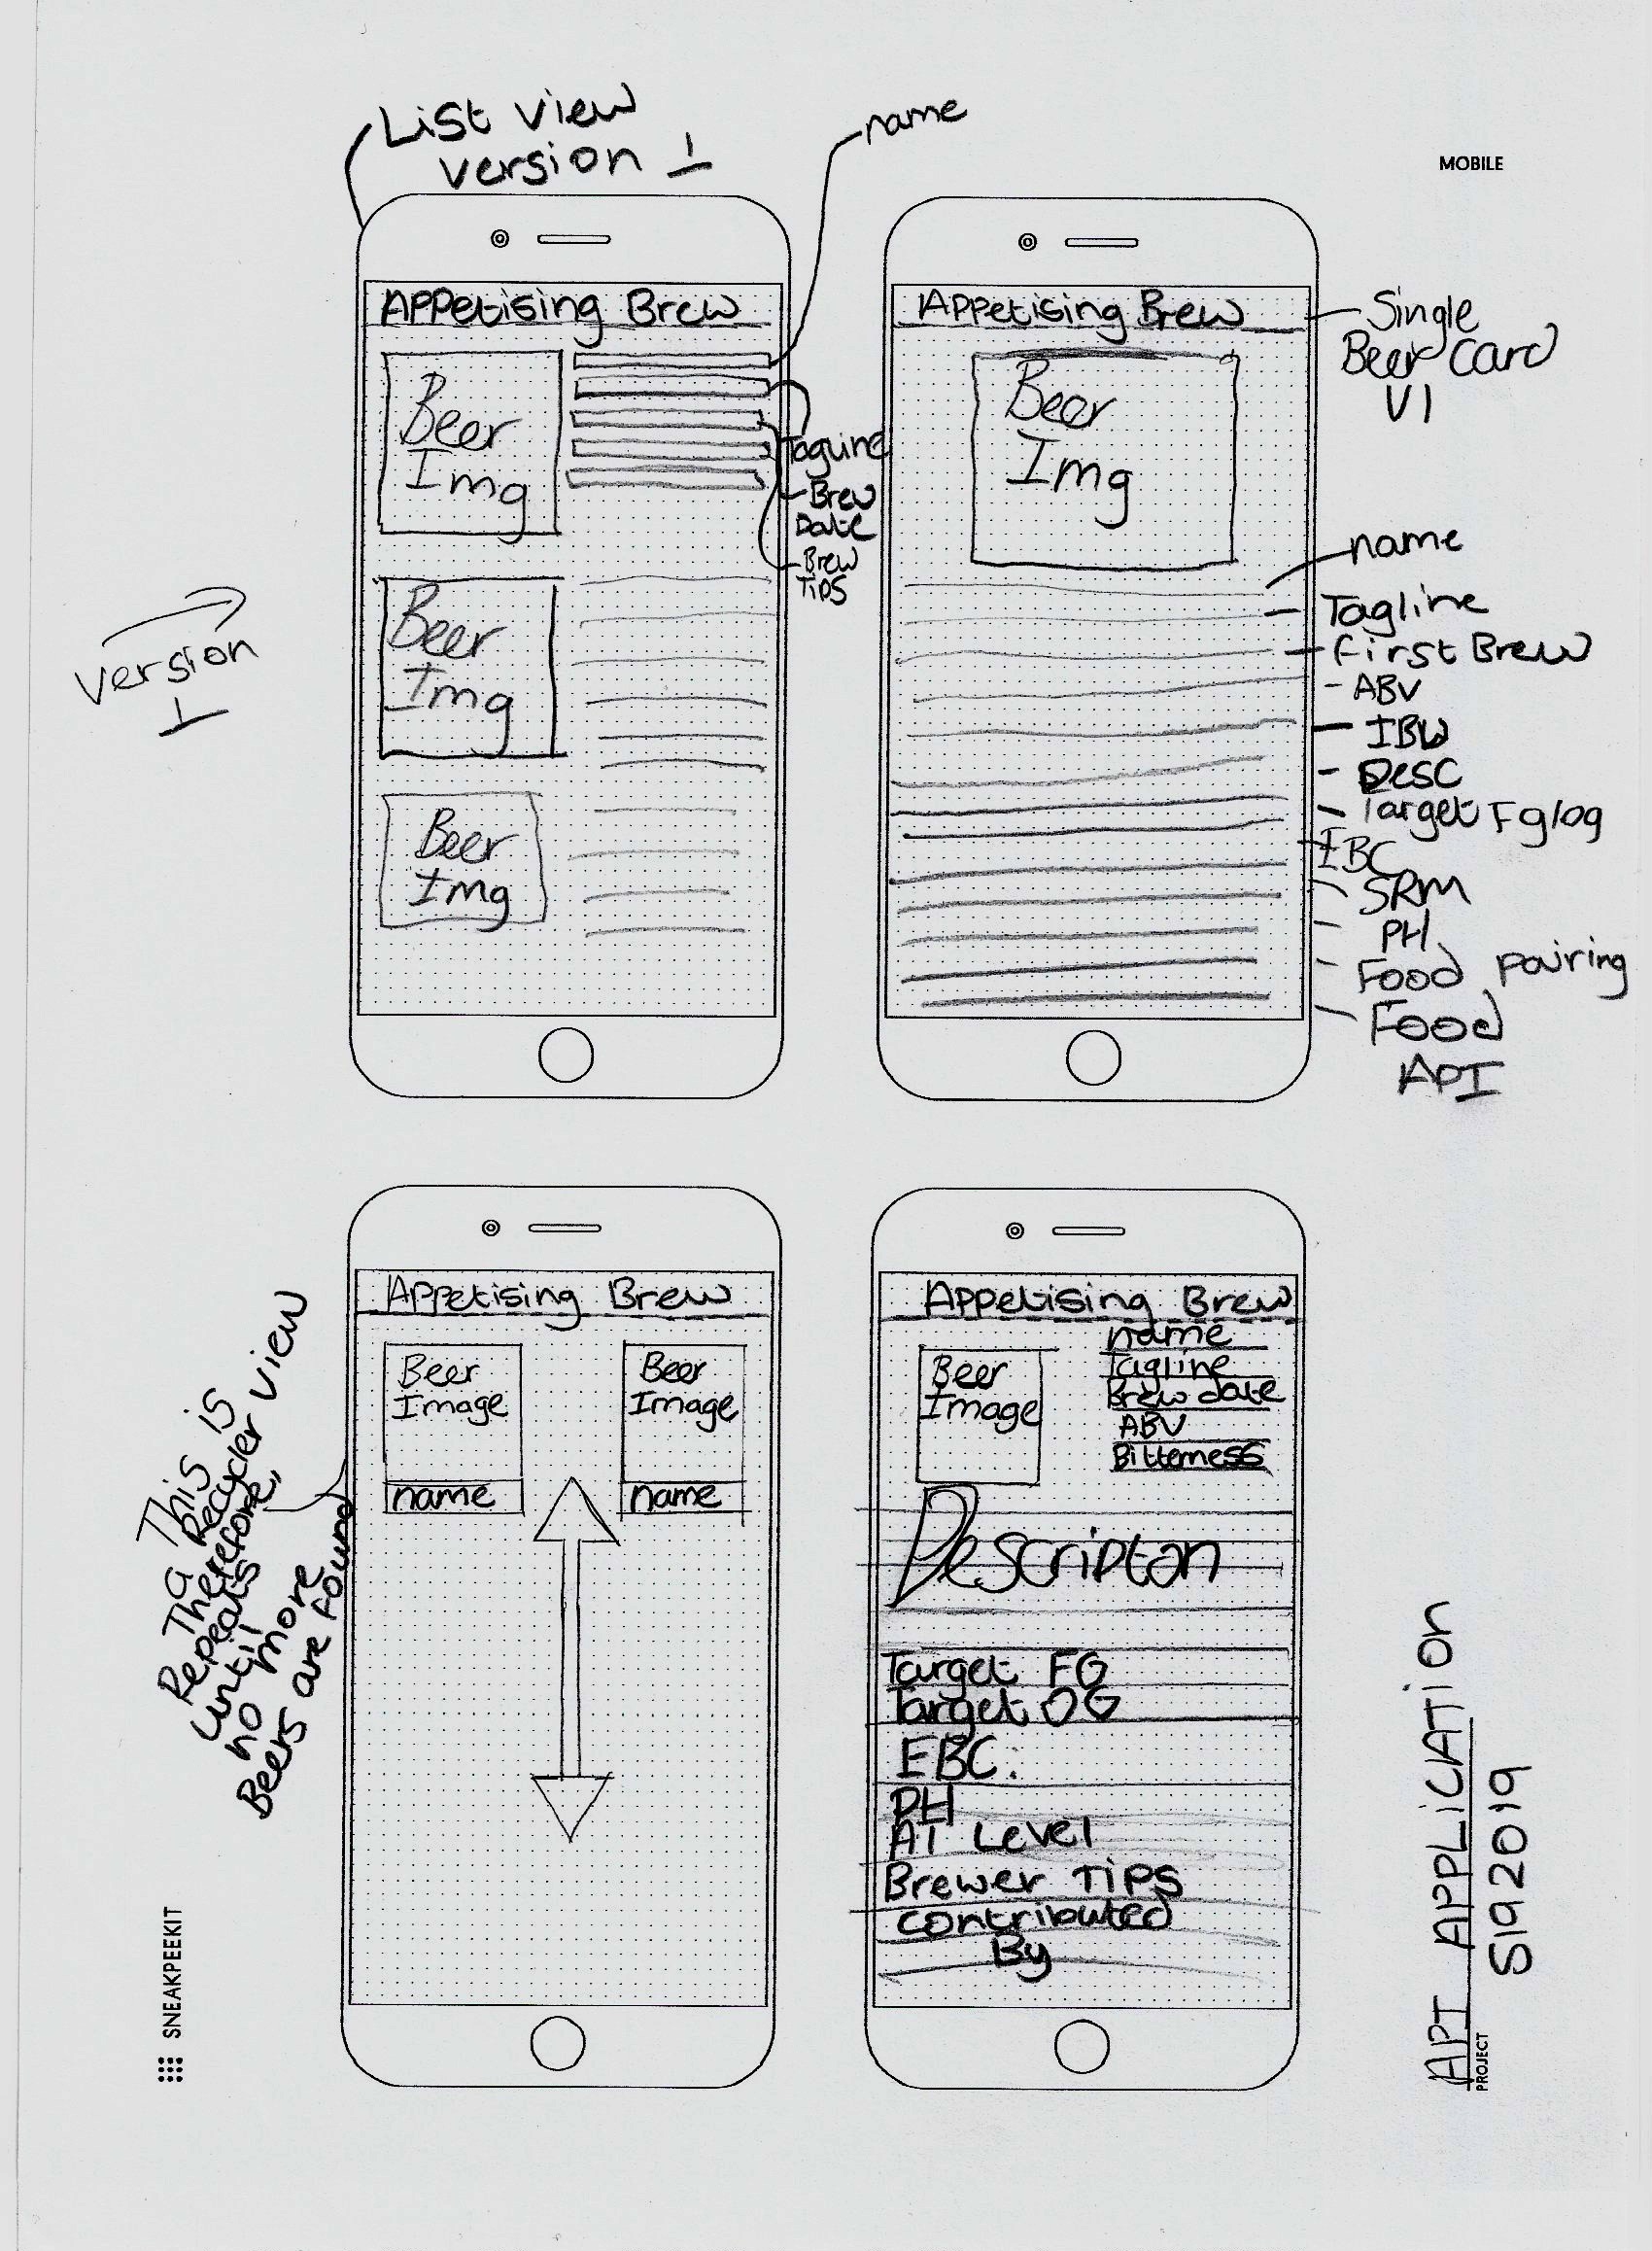 MOBILE
List view
version 1
name
Appetising Brew
Beer
Img
Tagline
Brew
Date
Brew
Tips
Beer
Img
Beer
Img
version
1
Appetising Brew
Single
Beer Card
V1
Beer
Img
name
Tagline
First Brew
ABV
IBU
Desc
Target Fg/og
EBC
SRM
PH
Food pairing
Food
API
Appetising Brew
Beer
Image
name
Beer
Image
name
This is
a Recycler view
Therefore,
Repeats
until
no more
Beers are found
Appetising Brew
Beer
Image
name
Tagline
Brew date
ABV
Bitterness
Descripton
Target FG
Target OG
EBC:
PH
AT Level
Brewer Tips
contributed
By
SNEAKPEEKIT
API APPLiCATion
S192019
PROJECT